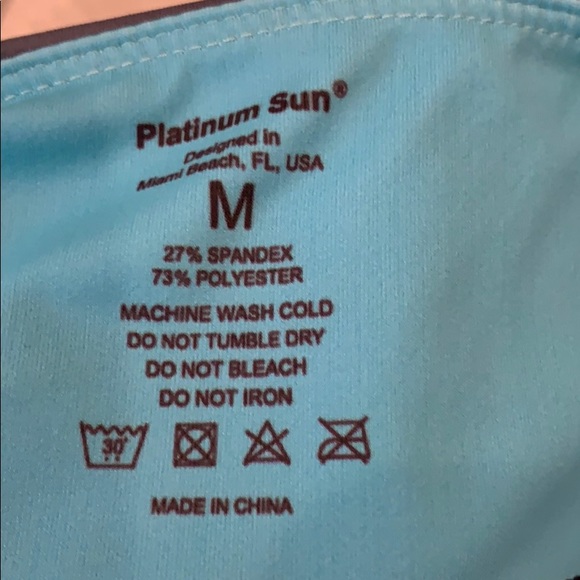 Platinum Sun®
Designed in
Miami Beach, FL, USA
M
27% SPANDEX
73% POLYESTER
MACHINE WASH COLD
DO NOT TUMBLE DRY
DO NOT BLEACH
DO NOT IRON
30°
MADE IN CHINA